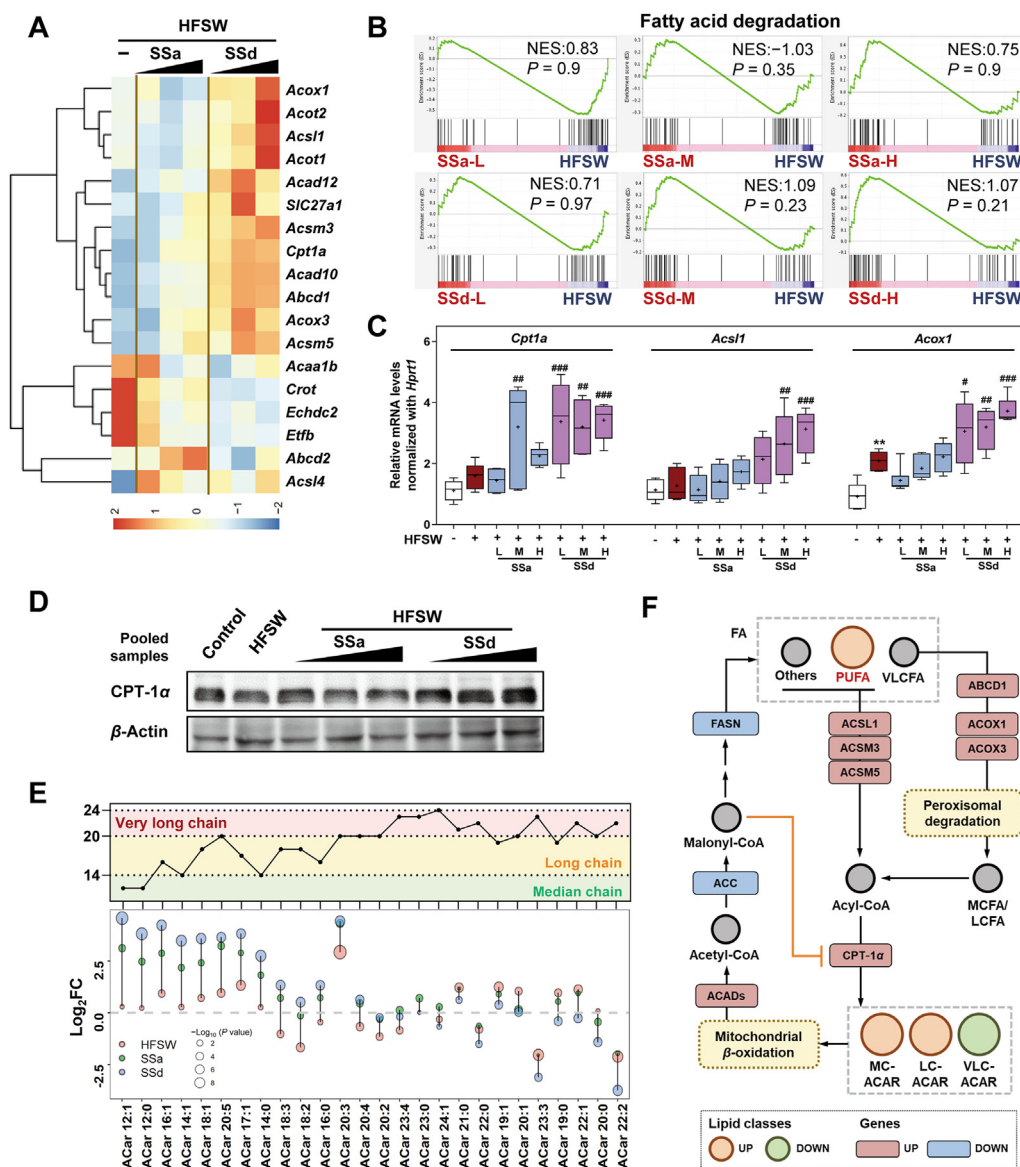 A
HFSW
– SSa SSd
Acox1
Acot2
Acsl1
Acot1
Acad12
SlC27a1
Acsm3
Cpt1a
Acad10
Abcd1
Acox3
Acsm5
Acaa1b
Crot
Echdc2
Etfb
Abcd2
Acsl4
2 1 0 -1 -2
B
Fatty acid degradation
NES:0.83
P = 0.9
SSa-L HFSW
NES:−1.03
P = 0.35
SSa-M HFSW
NES:0.75
P = 0.9
SSa-H HFSW
NES:0.71
P = 0.97
SSd-L HFSW
NES:1.09
P = 0.23
SSd-M HFSW
NES:1.07
P = 0.21
SSd-H HFSW
Enrichment score (ES)
C
Relative mRNA levels
normalized with Hprt1
6
4
2
0
Cpt1a Acsl1 Acox1
## ### ## ###
## ###
** # ## ###
HFSW - + + + + + + + - + + + + + + + - + + + + + + +
L M H L M H L M H L M H L M H L M H
SSa SSd SSa SSd SSa SSd
D
Pooled
samples
Control
HFSW
HFSW
SSa SSd
CPT-1α
β-Actin
E
24
20
14
Very long chain
Long chain
Median chain
Log2FC
2.5
0.0
-2.5
−Log10 (P value)
2
4
6
8
HFSW
SSa
SSd
ACar 12:1
ACar 12:0
ACar 16:1
ACar 14:1
ACar 18:1
ACar 20:5
ACar 17:1
ACar 14:0
ACar 18:3
ACar 18:2
ACar 16:0
ACar 20:3
ACar 20:4
ACar 20:2
ACar 23:4
ACar 23:0
ACar 24:1
ACar 21:0
ACar 22:0
ACar 19:1
ACar 20:1
ACar 23:3
ACar 19:0
ACar 22:1
ACar 20:0
ACar 22:2
F
FA
Others
PUFA
VLCFA
ABCD1
FASN
ACSL1
ACSM3
ACSM5
ACOX1
ACOX3
Peroxisomal
degradation
Malonyl-CoA
ACC
Acyl-CoA
MCFA/
LCFA
Acetyl-CoA
CPT-1α
ACADs
Mitochondrial
β-oxidation
MC-
ACAR
LC-
ACAR
VLC-
ACAR
Lipid classes
UP DOWN
Genes
UP DOWN